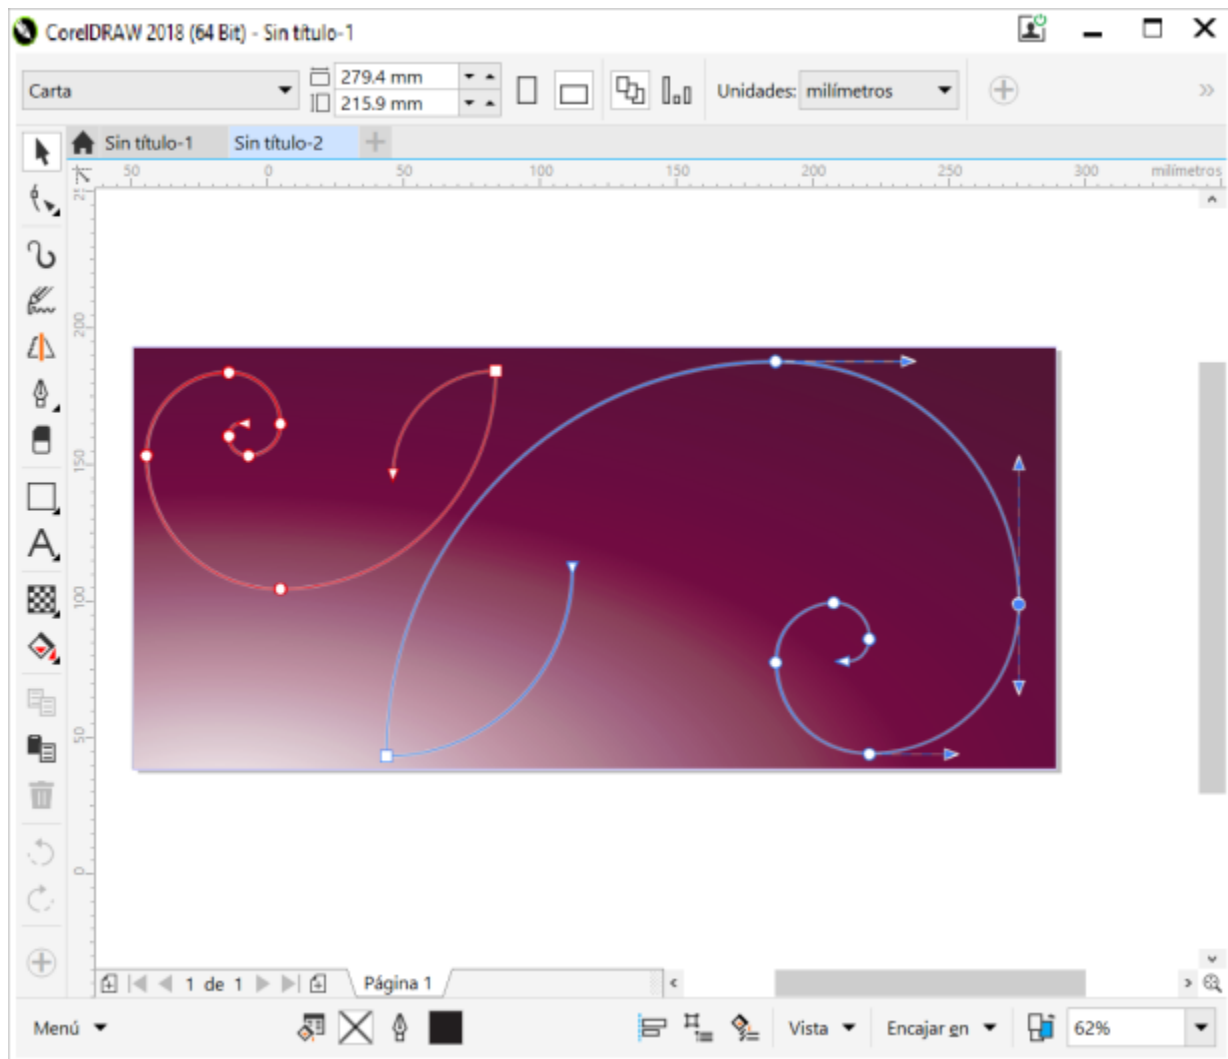 CorelDRAW 2018 (64 Bit) - Sin título-1
Carta
279.4 mm
215.9 mm
Unidades: milímetros
Sin título-1 Sin título-2
50 0 50 100 150 200 250 300 milímetros
200
150
100
50
0
1 de 1 Página 1
Menú Vista Encajar en 62%